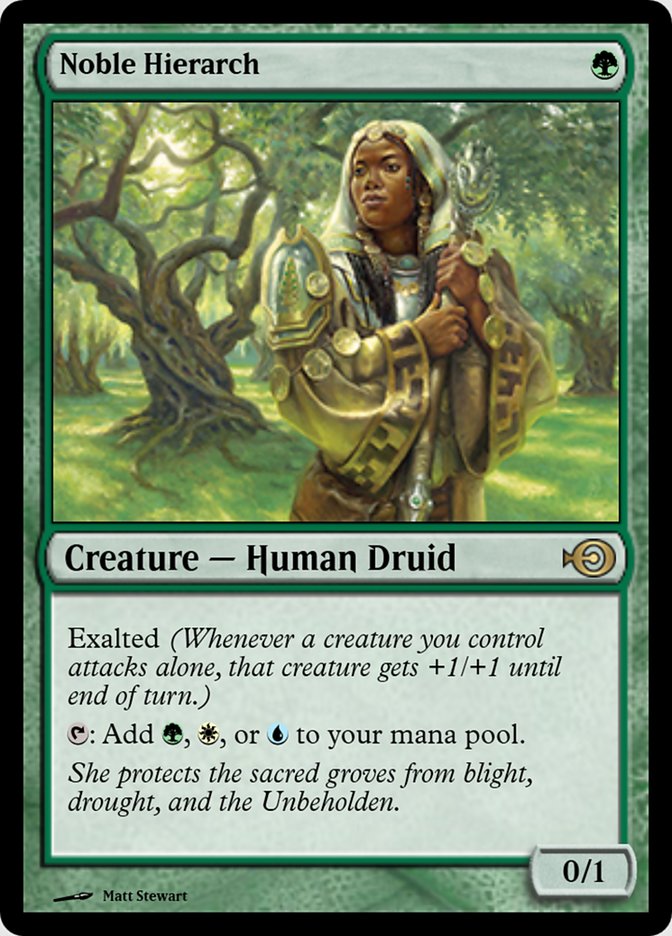 Noble Hierarch
Creature — Human Druid
Exalted (Whenever a creature you control
attacks alone, that creature gets +1/+1 until
end of turn.)
: Add , , or to your mana pool.
She protects the sacred groves from blight,
drought, and the Unbeholden.
0/1
Matt Stewart